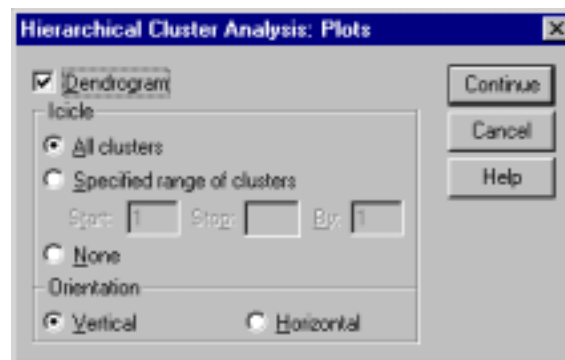 Hierarchical Cluster Analysis: Plots
Dendrogram
Continue
Icicle
All clusters
Cancel
Specified range of clusters
Help
Start: 1 Stop: By: 1
None
Orientation
Vertical Horizontal